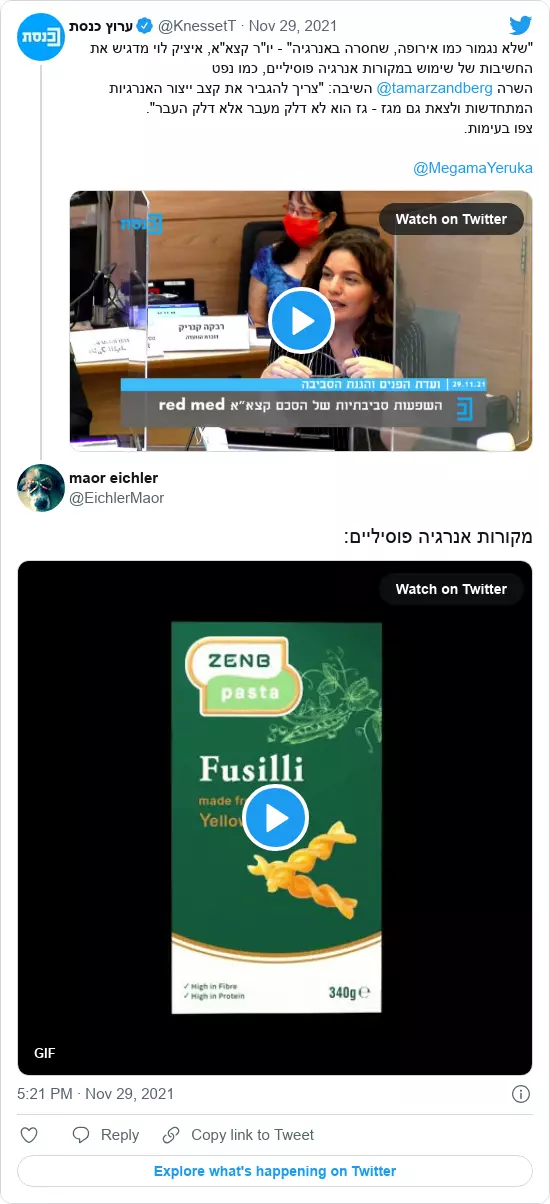 ערוץ כנסת @KnessetT · Nov 29, 2021
"שלא נגמור כמו אירופה, שחסרה באנרגיה" - יו"ר קצא"א, איציק לוי מדגיש את
החשיבות של שימוש במקורות אנרגיה פוסיליים, כמו נפט
השרה @tamarzandberg השיבה: "צריך להגביר את קצב ייצור האנרגיות
המתחדשות ולצאת גם מגז - גז הוא לא דלק מעבר אלא דלק העבר".
צפו בעימות.
@MegamaYeruka
כנסת
Watch on Twitter
רבקה קנריק
ועדת הפנים והגנת הסביבה | 29.11.21
השפעות סביבתיות של הסכם קצא"א red med
maor eichler
@EichlerMaor
מקורות אנרגיה פוסיליים:
Watch on Twitter
ZENB
pasta
Fusilli
made
GIF
✓ High in Fibre
✓ High in Protein
340g ℮
5:21 PM · Nov 29, 2021
Reply
Copy link to Tweet
Explore what's happening on Twitter